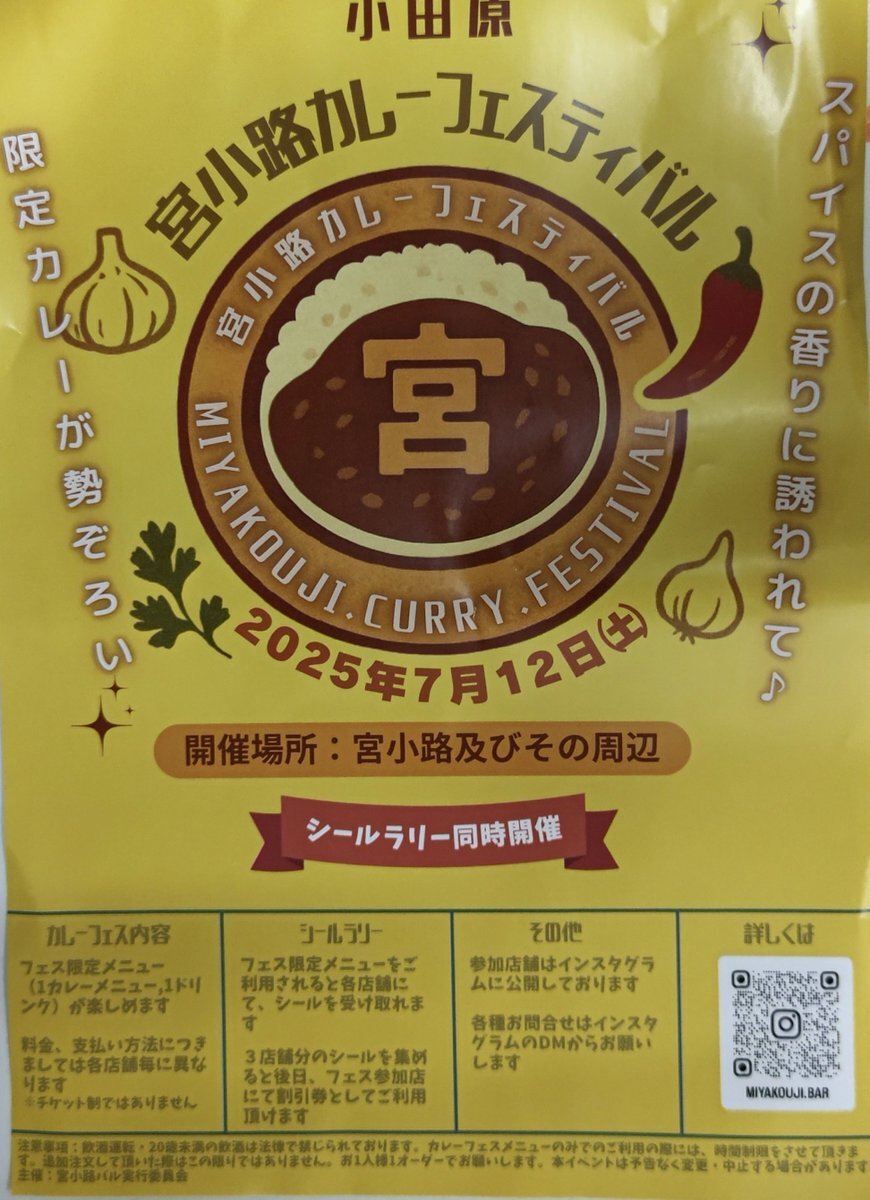 小田原
宮小路カレーフェスティバル
スパイスの香りに誘われて♪
限定カレーが勢ぞろい
宮小路カレーフェスティバル
宮
MIYAKOUJI.CURRY.FESTIVAL
2025年7月12日(土)
開催場所：宮小路及びその周辺
シールラリー同時開催
カレーフェス内容
フェス限定メニュー
（1カレーメニュー,1ドリ
ンク）が楽しめます
料金、支払い方法につき
ましては各店舗毎に異な
ります
※チケット制ではありません
シールラリー
フェス限定メニューをご
利用されると各店舗に
て、シールを受け取れま
す
３店舗分のシールを集め
ると後日、フェス参加店
にて割引券としてご利用
頂けます
その他
参加店舗はインスタグラ
ムに公開しております
各種お問合せはインスタ
グラムのDMからお願い
します
詳しくは
MIYAKOUJI.BAR
注意事項：飲酒運転・20歳未満の飲酒は法律で禁じられております。カレーフェスメニューのみでのご利用の際には、時間制限をさせて頂きま
す。追加注文して頂いた際はこの限りではありません。お1人様1オーダーでお願いします。本イベントは予告なく変更・中止する場合があります
主催：宮小路バル実行委員会